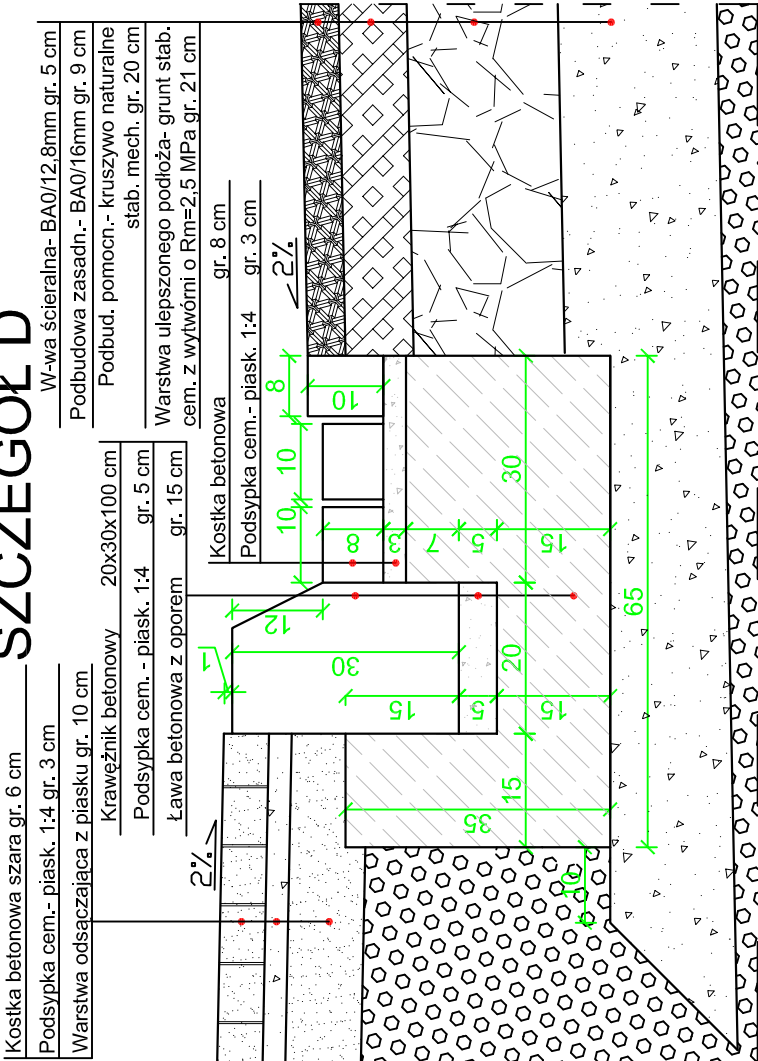 SZCZEGÓŁ D
W-wa ścieralna- BA0/12,8mm gr. 5 cm
Podbudowa zasadn.- BA0/16mm gr. 9 cm
Podbud. pomocn.- kruszywo naturalne
stab. mech. gr. 20 cm
Warstwa ulepszonego podłoża- grunt stab.
cem. z wytwórni o Rm=2,5 MPa gr. 21 cm
Kostka betonowa gr. 8 cm
Podsypka cem.- piask. 1:4 gr. 3 cm
Krawężnik betonowy 20x30x100 cm
Podsypka cem. - piask. 1:4 gr. 5 cm
Ława betonowa z oporem gr. 15 cm
Kostka betonowa szara gr. 6 cm
Podsypka cem.- piask. 1:4 gr. 3 cm
Warstwa odsączająca z piasku gr. 10 cm
2%
2%
8
10
10
10
8
3
7
5
15
30
12
1
30
15
5
15
20
15
35
65
10